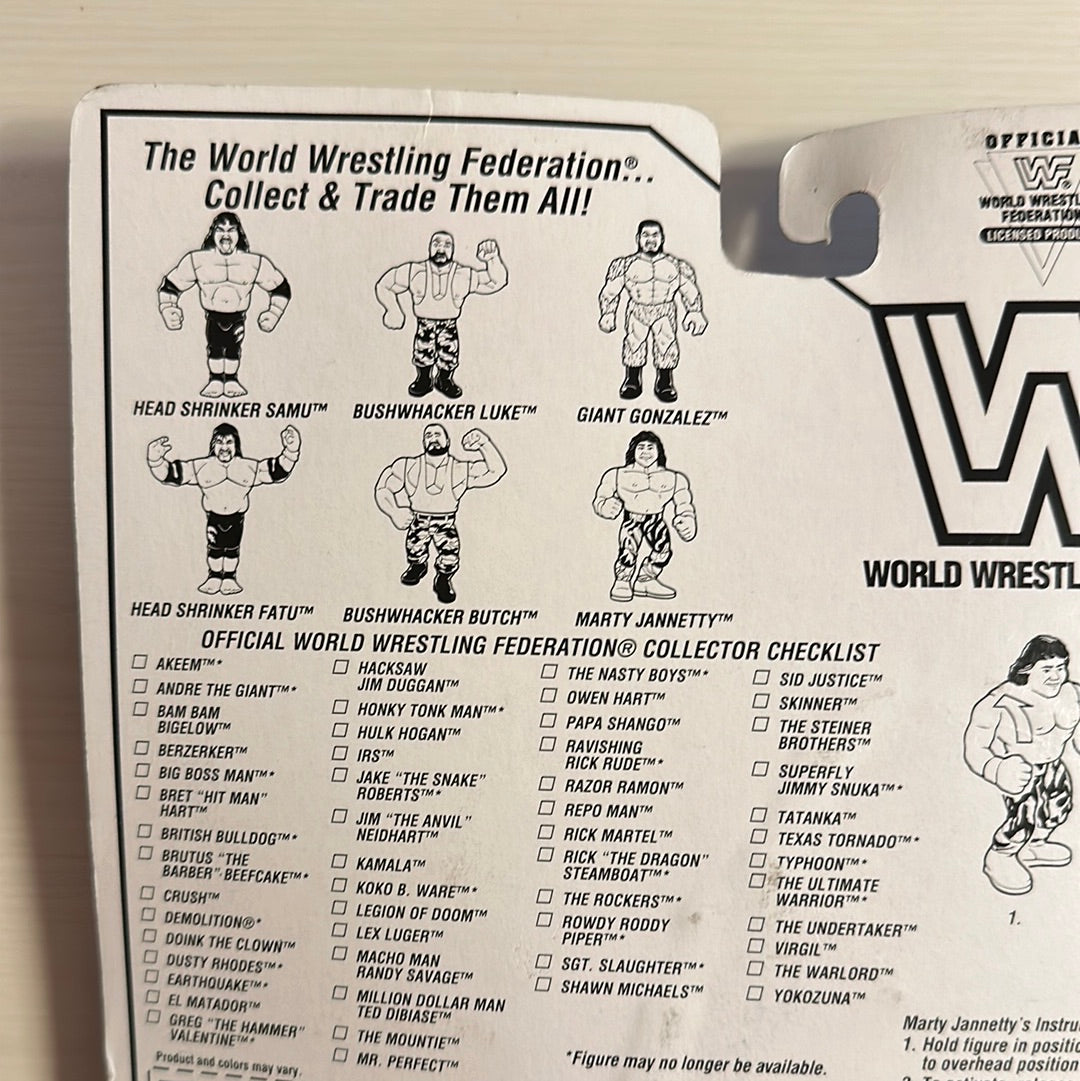 The World Wrestling Federation®...
Collect & Trade Them All!
HEAD SHRINKER SAMU™
BUSHWHACKER LUKE™
GIANT GONZALEZ™
HEAD SHRINKER FATU™
BUSHWHACKER BUTCH™
MARTY JANNETTY™
OFFICIAL WORLD WRESTLING FEDERATION® COLLECTOR CHECKLIST
AKEEM™*
ANDRE THE GIANT™*
BAM BAM
BIGELOW™
BERZERKER™
BIG BOSS MAN™*
BRET "HIT MAN"
HART™
BRITISH BULLDOG™*
BRUTUS "THE
BARBER" BEEFCAKE™*
CRUSH™
DEMOLITION®*
DOINK THE CLOWN™
DUSTY RHODES™*
EARTHQUAKE™*
EL MATADOR™
GREG "THE HAMMER"
VALENTINE™*
HACKSAW
JIM DUGGAN™
HONKY TONK MAN™*
HULK HOGAN™
IRS™
JAKE "THE SNAKE"
ROBERTS™*
JIM "THE ANVIL"
NEIDHART™
KAMALA™
KOKO B. WARE™*
LEGION OF DOOM™
LEX LUGER™
MACHO MAN
RANDY SAVAGE™
MILLION DOLLAR MAN
TED DIBIASE™
THE MOUNTIE™
MR. PERFECT™
THE NASTY BOYS™*
OWEN HART™
PAPA SHANGO™
RAVISHING
RICK RUDE™*
RAZOR RAMON™
REPO MAN™
RICK MARTEL™
RICK "THE DRAGON"
STEAMBOAT™*
THE ROCKERS™*
ROWDY RODDY
PIPER™*
SGT. SLAUGHTER™*
SHAWN MICHAELS™
SID JUSTICE™
SKINNER™
THE STEINER
BROTHERS™
SUPERFLY
JIMMY SNUKA™*
TATANKA™
TEXAS TORNADO™*
TYPHOON™*
THE ULTIMATE
WARRIOR™*
THE UNDERTAKER™
VIRGIL™
THE WARLORD™
YOKOZUNA™
Product and colors may vary.
*Figure may no longer be available.
OFFICIA
WF®
WORLD WRESTL
FEDERATION
LICENSED PRODU
W
WORLD WRESTL
1.
Marty Jannetty's Instru
1. Hold figure in positio
to overhead position